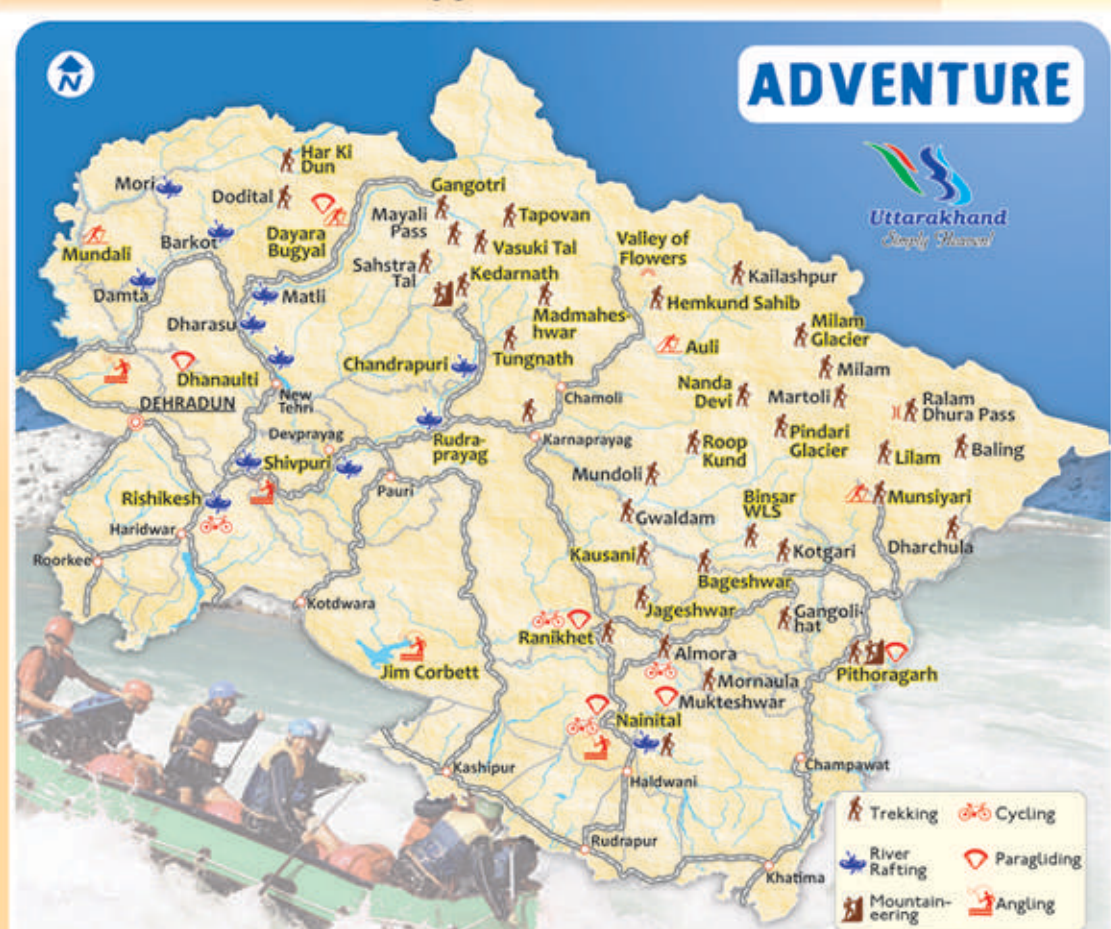 N
ADVENTURE
Uttarakhand
Simply Heaven!
Har Ki
Dun
Mori
Dodital
Gangotri
Mayali
Pass
Tapovan
Dayara
Bugyal
Barkot
Mundali
Vasuki Tal
Valley of
Flowers
Sahstra
Tal
Kedarnath
Kailashpur
Damta
Matli
Hemkund Sahib
Madmahes-
hwar
Dharasu
Milam
Glacier
Auli
Tungnath
Chandrapuri
Milam
Dhanaulti
Nanda
Devi
Martoli
Ralam
Dhura Pass
New
Tehri
Chamoli
DEHRADUN
Devprayag
Rudra-
prayag
Karnaprayag
Roop
Kund
Pindari
Glacier
Baling
Lilam
Shivpuri
Mundoli
Pauri
Rishikesh
Binsar
WLS
Munsiyari
Gwaldam
Haridwar
Kotgari
Dharchula
Kausani
Roorkee
Bageshwar
Kotdwara
Jageshwar
Gangoli-
hat
Ranikhet
Almora
Jim Corbett
Mornaula
Pithoragarh
Mukteshwar
Nainital
Kashipur
Haldwani
Champawat
Rudrapur
Khatima
Trekking
Cycling
River
Rafting
Paragliding
Mountain-
eering
Angling